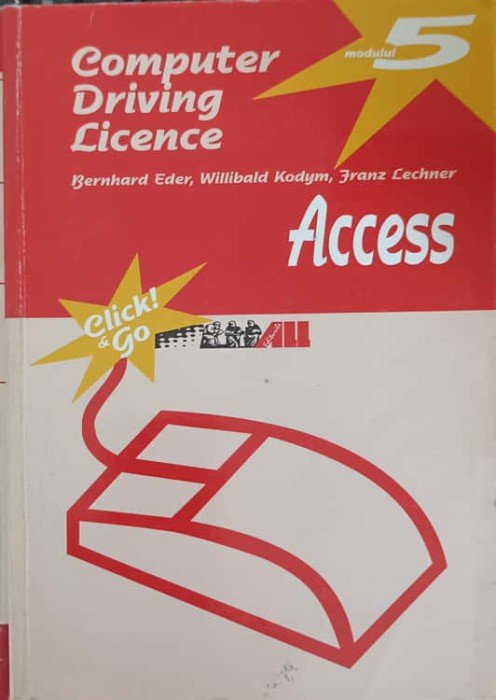 modulul 5
Computer
Driving
Licence
Bernhard Eder, Willibald Kodym, Franz Lechner
Access
Click!
& Go
ALL